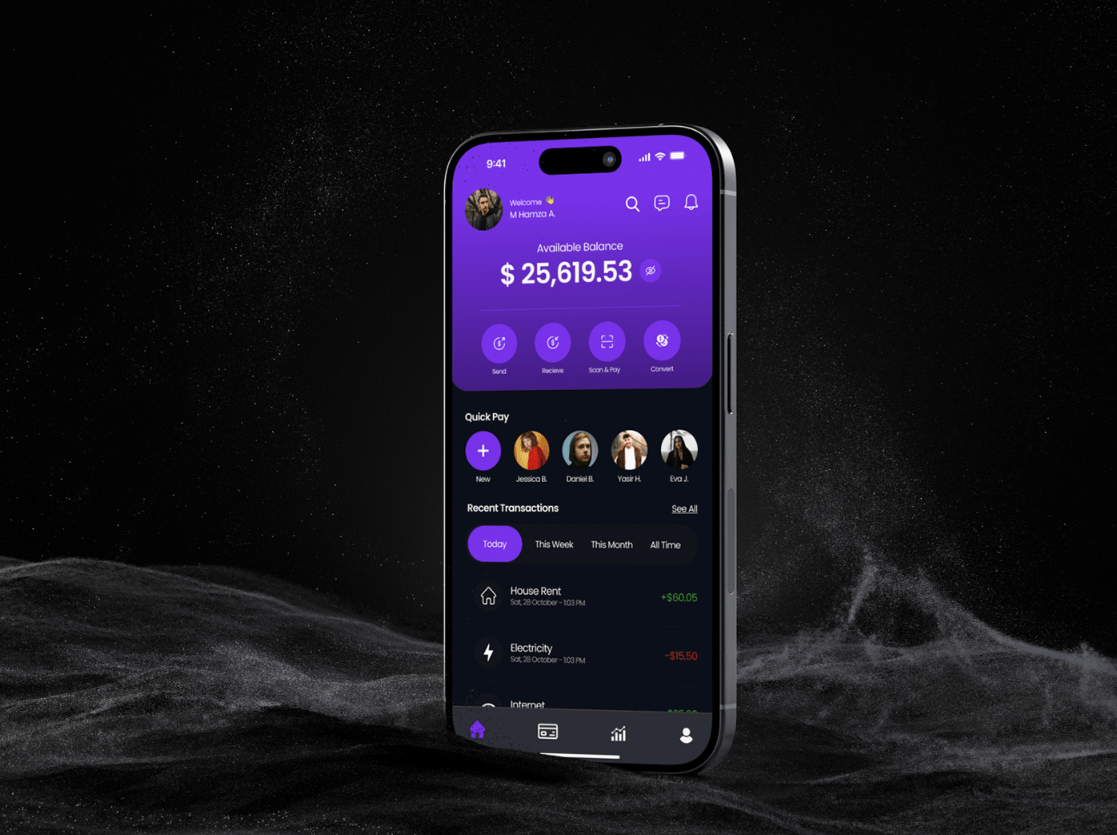 9:41
Welcome 👋
M Hamza A.
Available Balance
$ 25,619.53
Send
Recieve
Scan & Pay
Convert
Quick Pay
New
Jessica B.
Daniel B.
Yasir H.
Eva J.
Recent Transactions
See All
Today
This Week
This Month
All Time
House Rent
Sat, 28 October - 1:03 PM
+$60.05
Electricity
Sat, 28 October - 1:03 PM
-$15.50
Internet